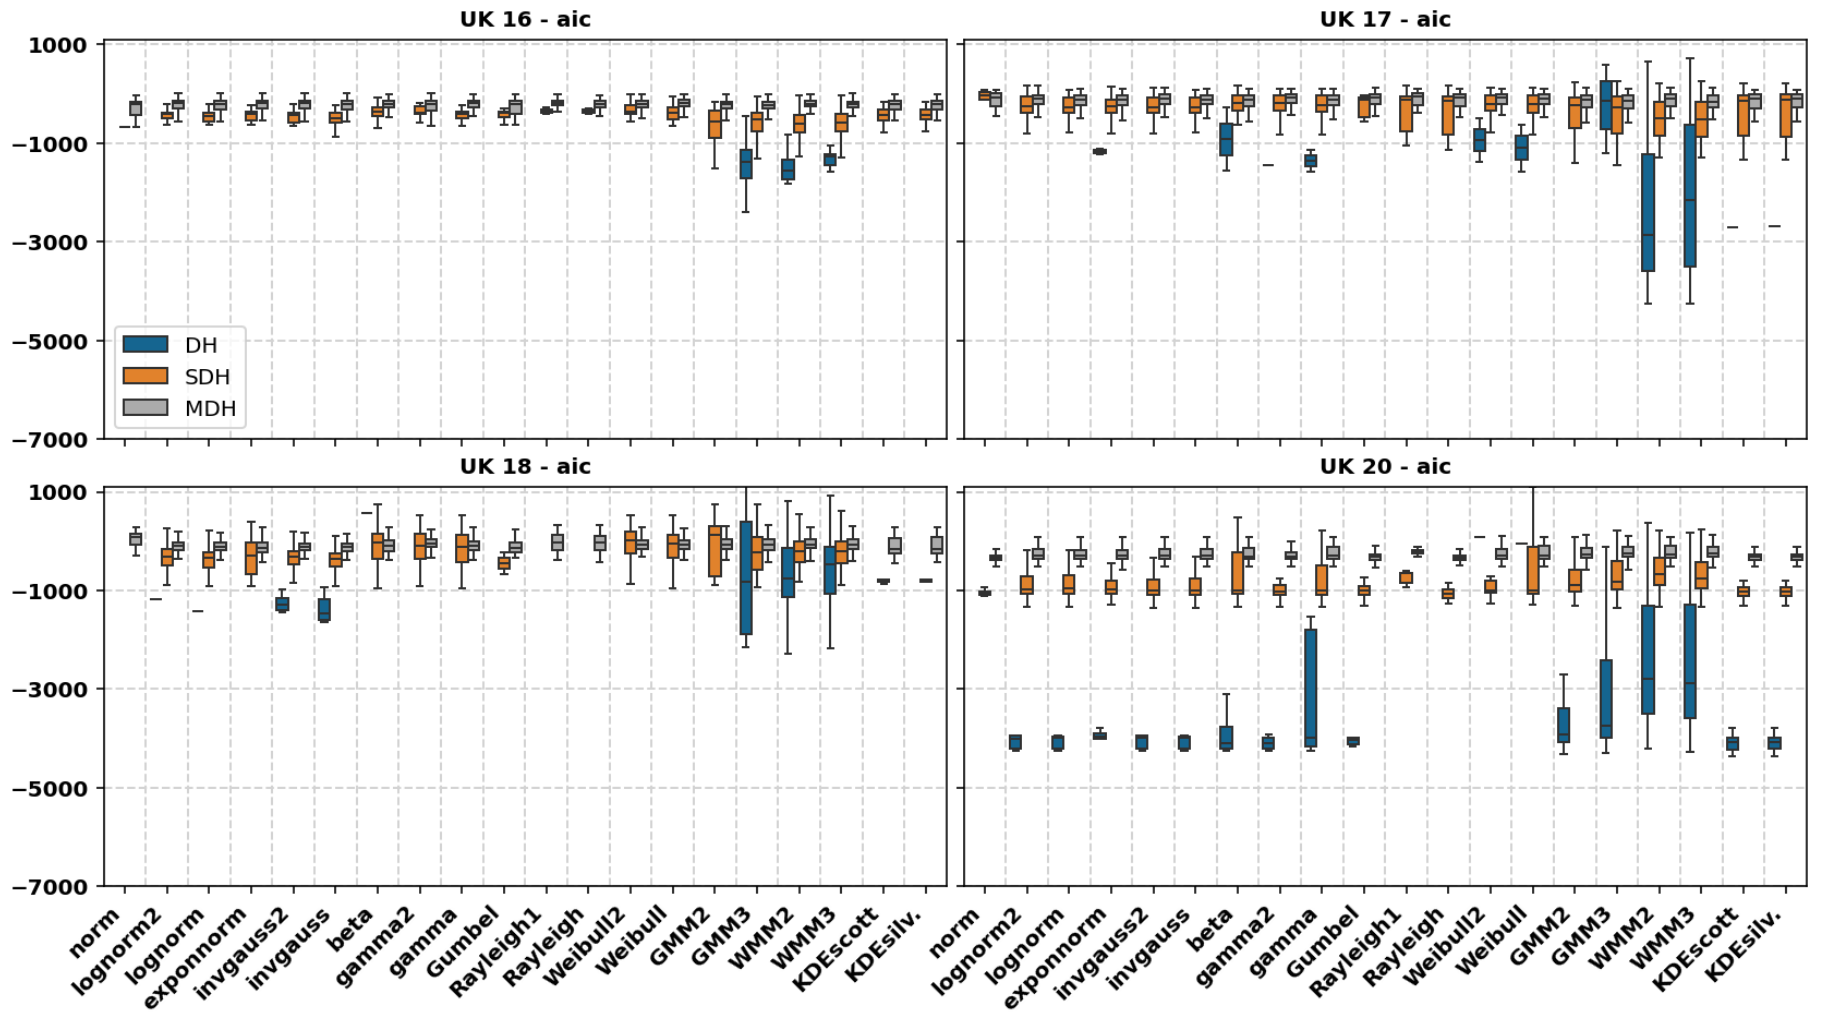 UK 16 - aic
UK 17 - aic
1000
−1000
−3000
−5000
−7000
DH
SDH
MDH
UK 18 - aic
UK 20 - aic
1000
−1000
−3000
−5000
−7000
norm
lognorm2
lognorm
exponnorm
invgauss2
invgauss
beta
gamma2
gamma
Gumbel
Rayleigh1
Rayleigh
Weibull2
Weibull
GMM2
GMM3
WMM2
WMM3
KDEscott
KDEsilv.
norm
lognorm2
lognorm
exponnorm
invgauss2
invgauss
beta
gamma2
gamma
Gumbel
Rayleigh1
Rayleigh
Weibull2
Weibull
GMM2
GMM3
WMM2
WMM3
KDEscott
KDEsilv.